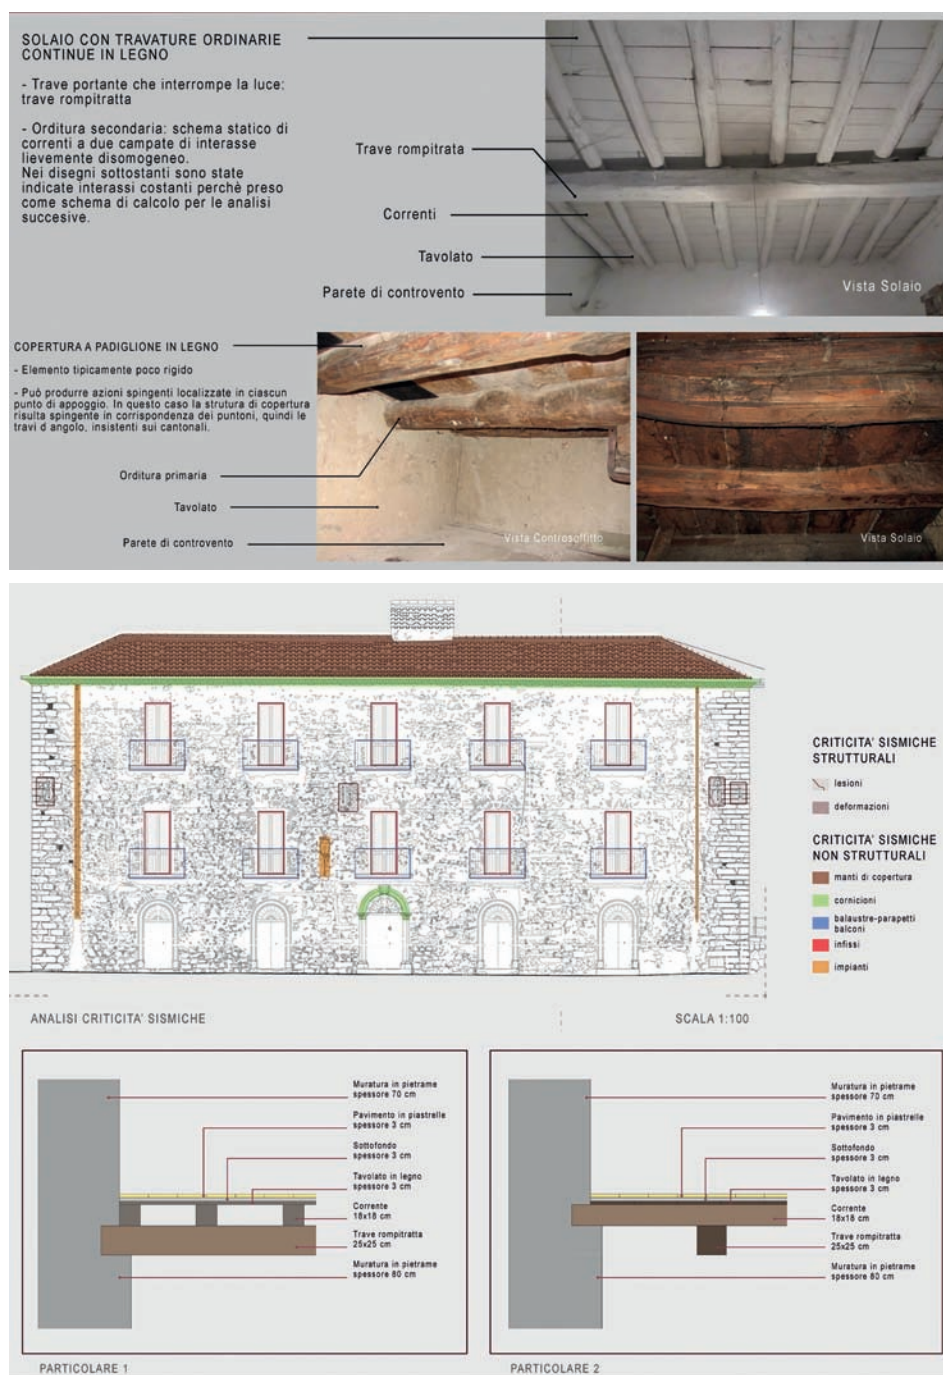 SOLAIO CON TRAVATURE ORDINARIE
CONTINUE IN LEGNO
- Trave portante che interrompe la luce:
trave rompitratta
- Orditura secondaria: schema statico di
correnti a due campate di interasse
lievemente disomogeneo.
Nei disegni sottostanti sono state
indicate interassi costanti perchè preso
come schema di calcolo per le analisi
succesive.
Trave rompitrata
Correnti
Tavolato
Parete di controvento
Vista Solaio
COPERTURA A PADIGLIONE IN LEGNO
- Elemento tipicamente poco rigido
- Può produrre azioni spingenti localizzate in ciascun
punto di appoggio. In questo caso la strutura di copertura
risulta spingente in corrispondenza dei puntoni, quindi le
travi d angolo, insistenti sui cantonali.
Orditura primaria
Tavolato
Parete di controvento
Vista Controsoffitto
Vista Solaio
CRITICITA' SISMICHE
STRUTTURALI
lesioni
deformazioni
CRITICITA' SISMICHE
NON STRUTTURALI
manti di copertura
cornicioni
balaustre-parapetti
balconi
infissi
impianti
ANALISI CRITICITA' SISMICHE
SCALA 1:100
Muratura in pietrame
spessore 70 cm
Pavimento in piastrelle
spessore 3 cm
Sottofondo
spessore 3 cm
Tavolato in legno
spessore 3 cm
Corrente
18x18 cm
Trave rompitratta
25x25 cm
Muratura in pietrame
spessore 80 cm
PARTICOLARE 1
Muratura in pietrame
spessore 70 cm
Pavimento in piastrelle
spessore 3 cm
Sottofondo
spessore 3 cm
Tavolato in legno
spessore 3 cm
Corrente
18x18 cm
Trave rompitratta
25x25 cm
Muratura in pietrame
spessore 80 cm
PARTICOLARE 2